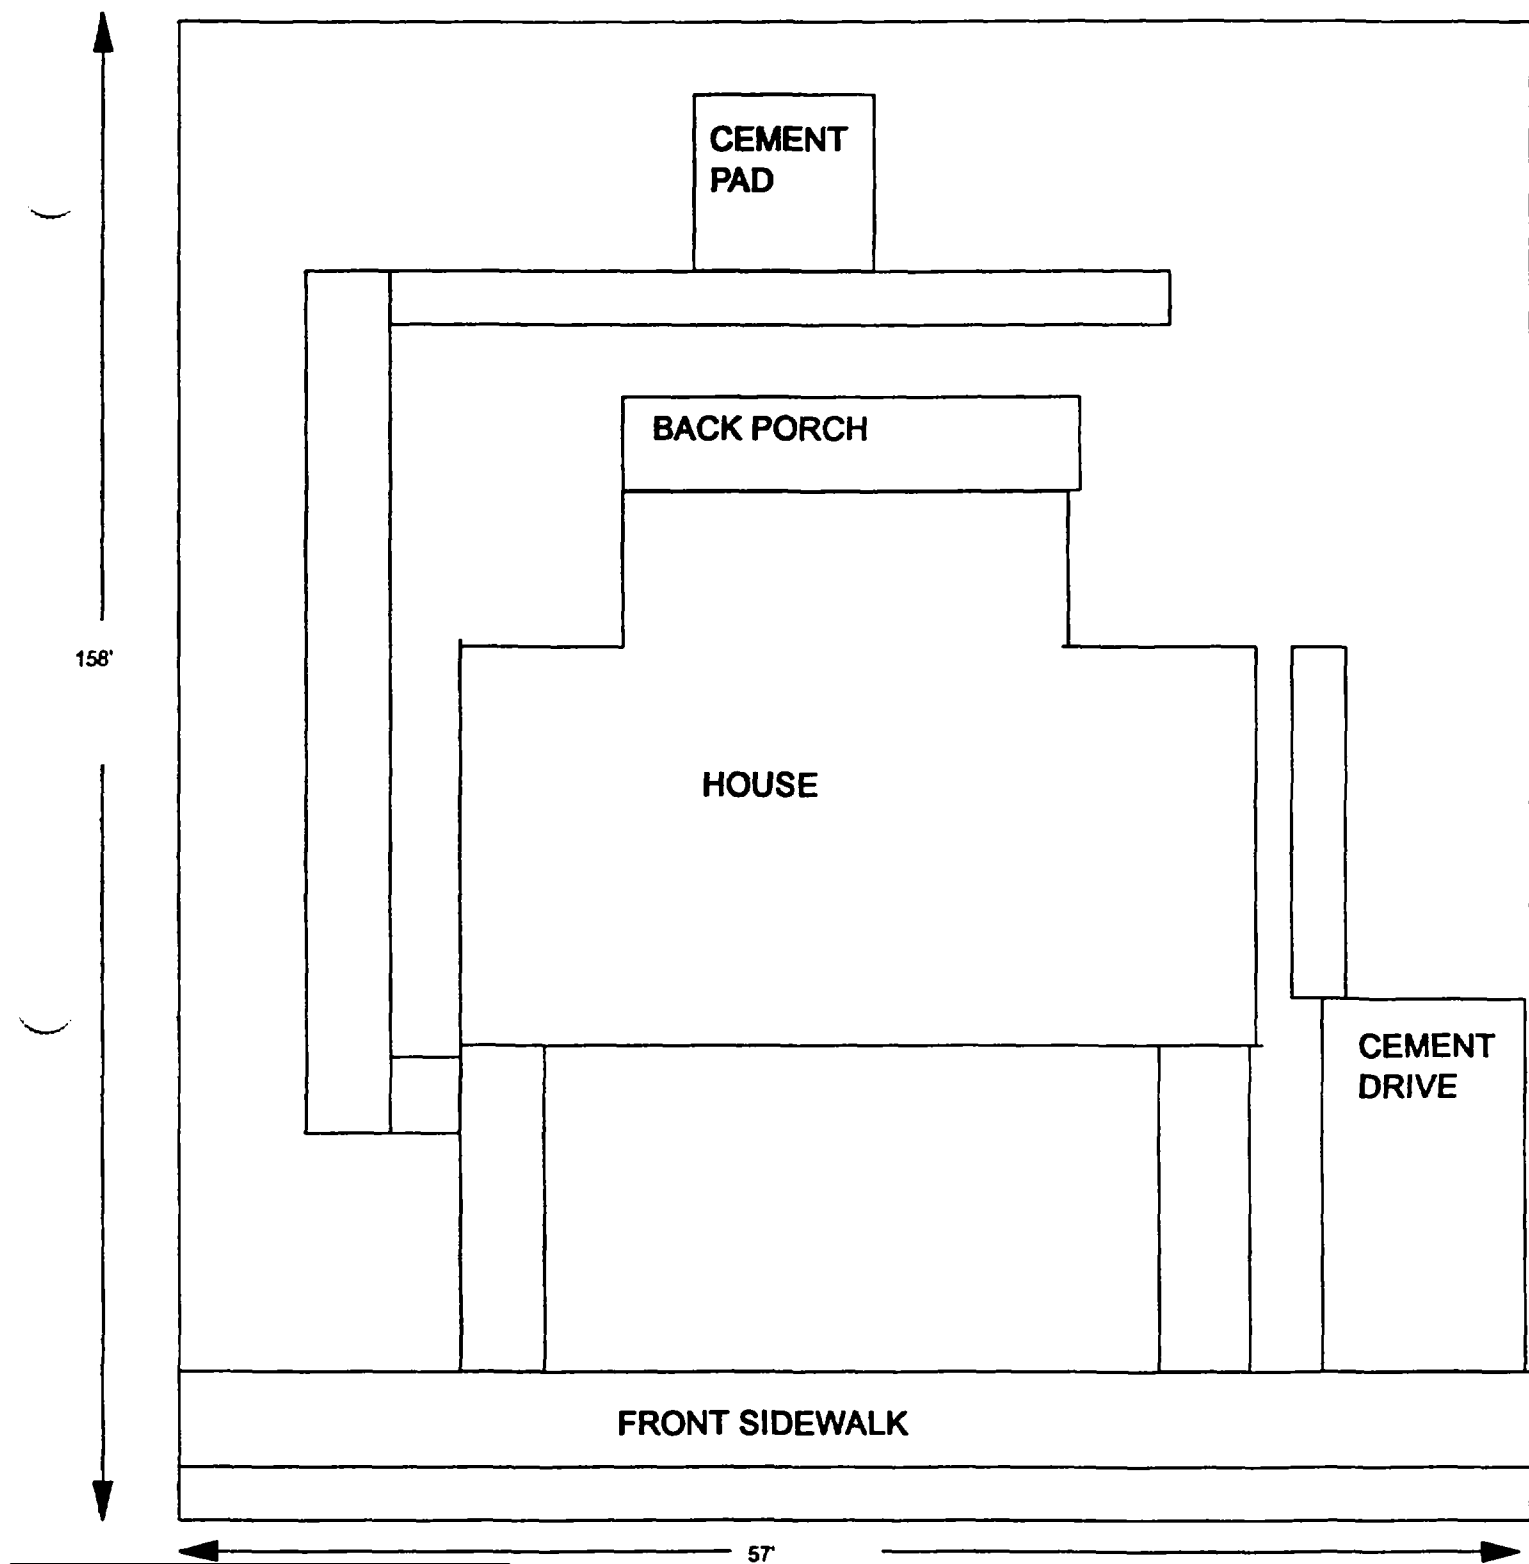 CEMENT
PAD
BACK PORCH
158'
HOUSE
CEMENT
DRIVE
FRONT SIDEWALK
57'